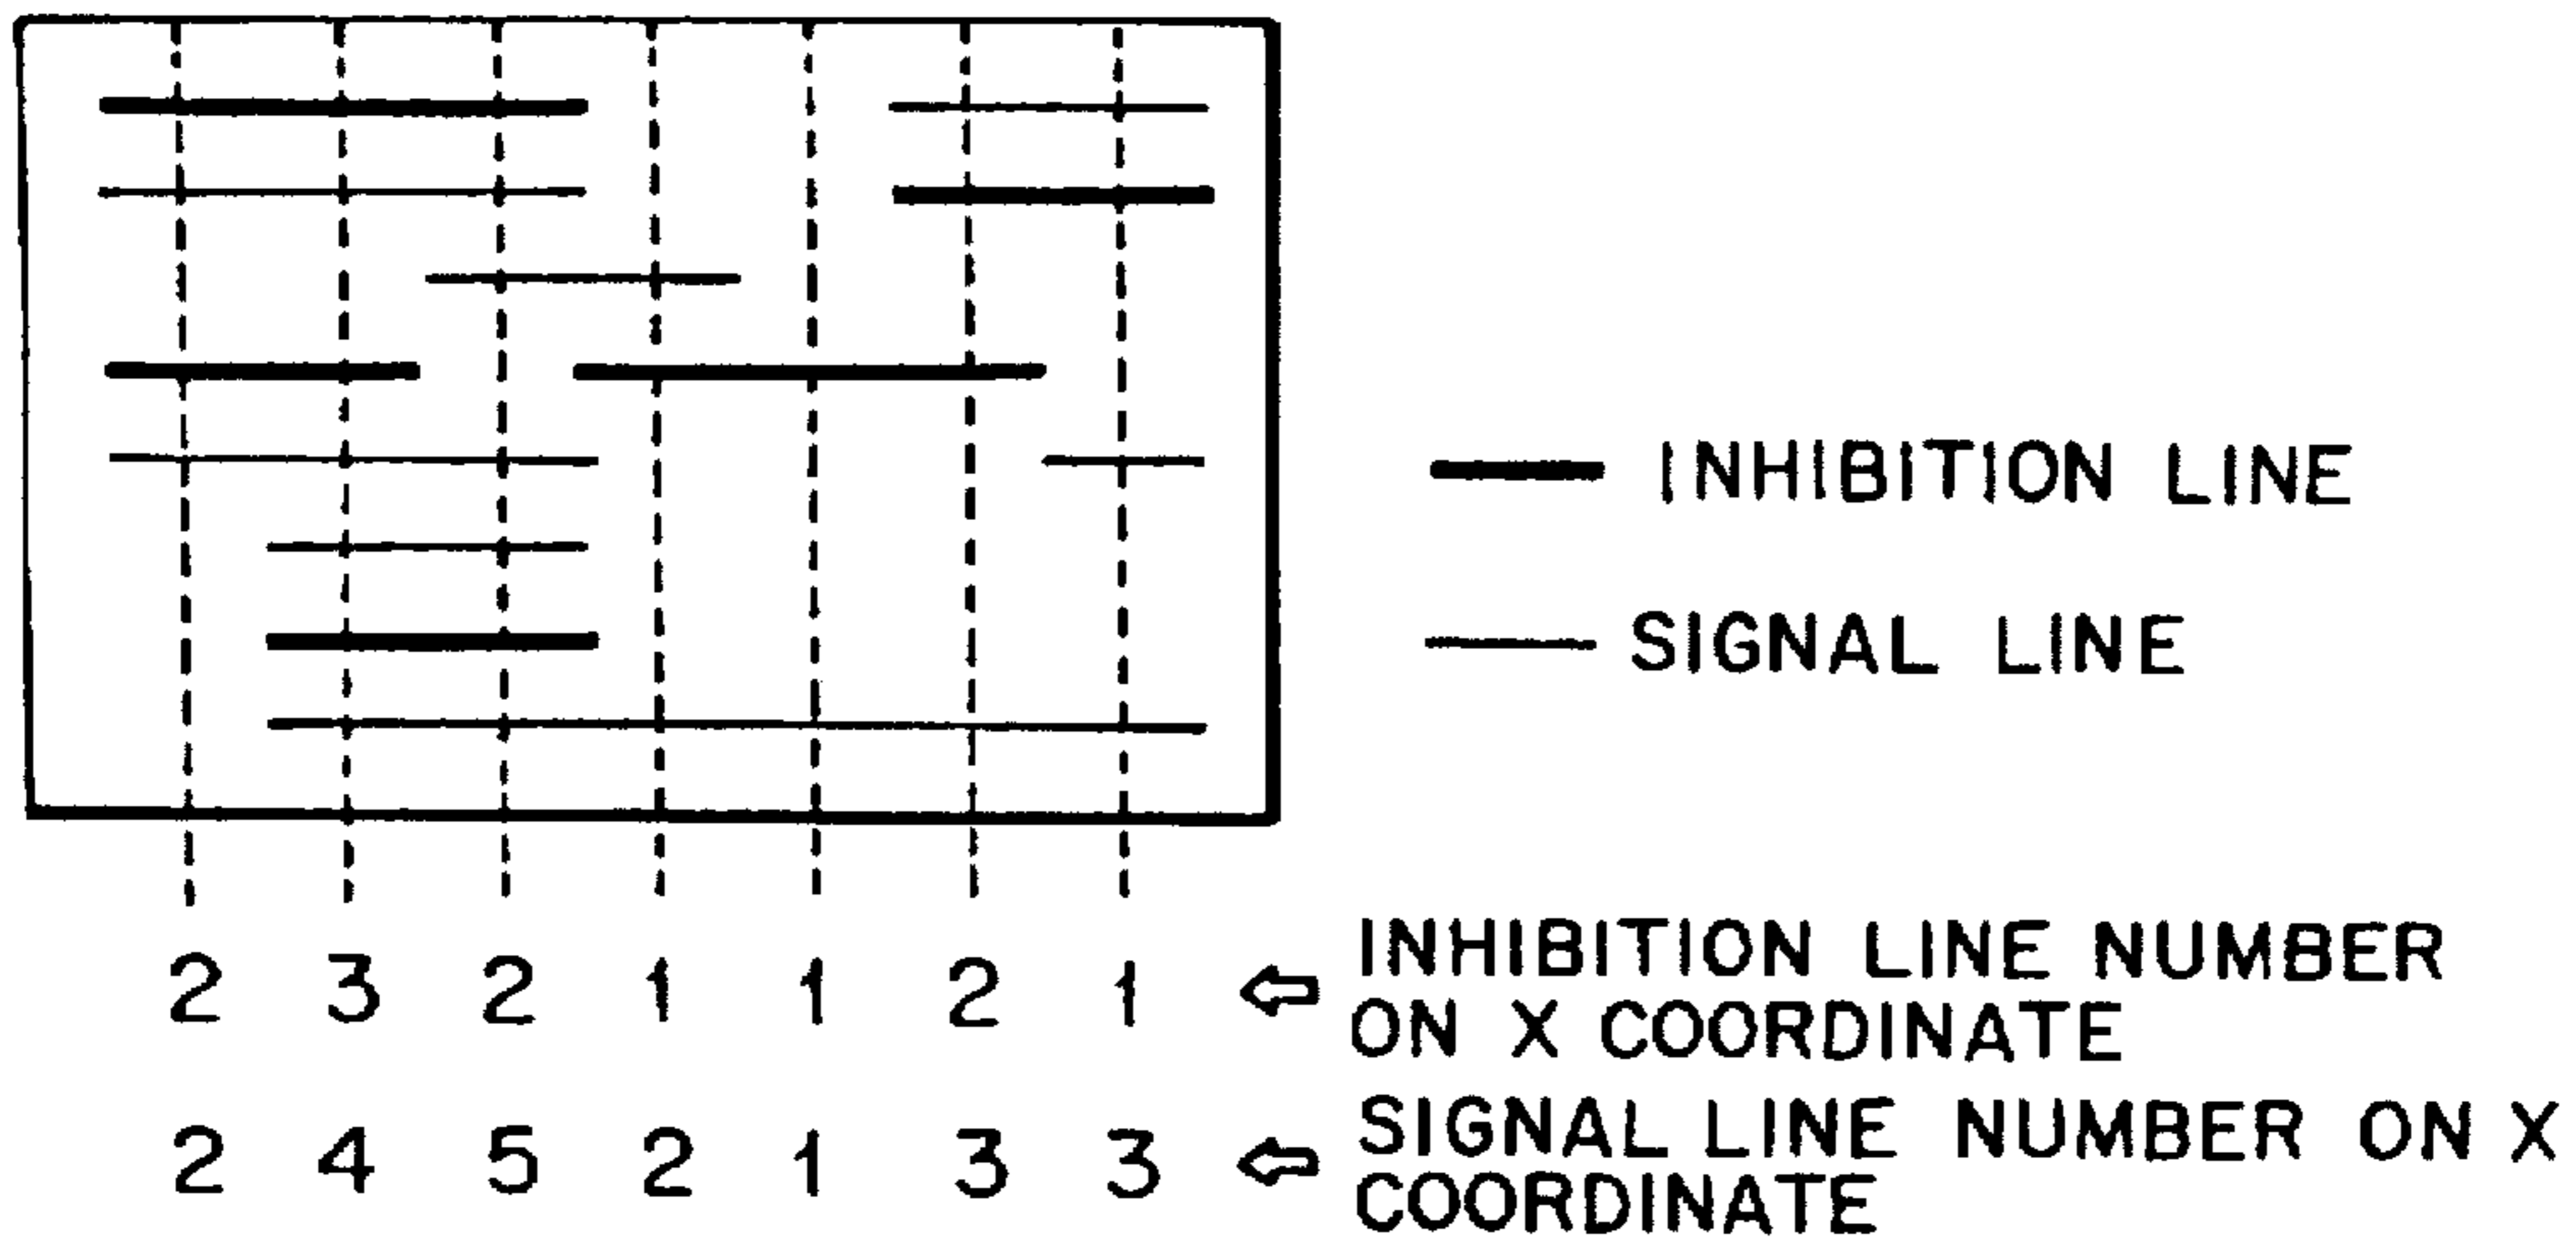 INHIBITION LINE
SIGNAL LINE
2 3 2 1 1 2 1 INHIBITION LINE NUMBER
ON X COORDINATE
2 4 5 2 1 3 3 SIGNAL LINE NUMBER ON X
COORDINATE